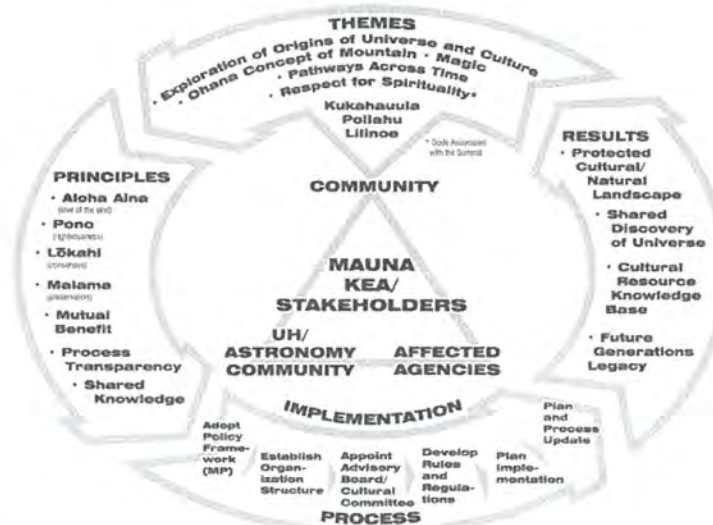 THEMES
· Exploration of Origins of Universe and Culture
· Ohana Concept of Mountain · Magic
· Pathways Across Time
· Respect for Spirituality*
Kukahauula
Poliahu
Lilinoe
* Gods Associated
with the Summit
PRINCIPLES
· Aloha Aina
(love of the land)
· Pono
(righteousness)
· Lōkahi
(consensus)
· Malama
(preservation)
· Mutual
Benefit
· Process
Transparency
· Shared
Knowledge
COMMUNITY
MAUNA
KEA/
STAKEHOLDERS
UH/
ASTRONOMY
COMMUNITY
AFFECTED
AGENCIES
RESULTS
· Protected
Cultural/
Natural
Landscape
· Shared
Discovery
of Universe
· Cultural
Resource
Knowledge
Base
· Future
Generations
Legacy
IMPLEMENTATION
Adopt
Policy
Frame-
work
(MP)
Establish
Organ-
ization
Structure
Appoint
Advisory
Board/
Cultural
Committee
Develop
Rules
and
Regula-
tions
Plan
Imple-
mentation
Plan
and
Process
Update
PROCESS